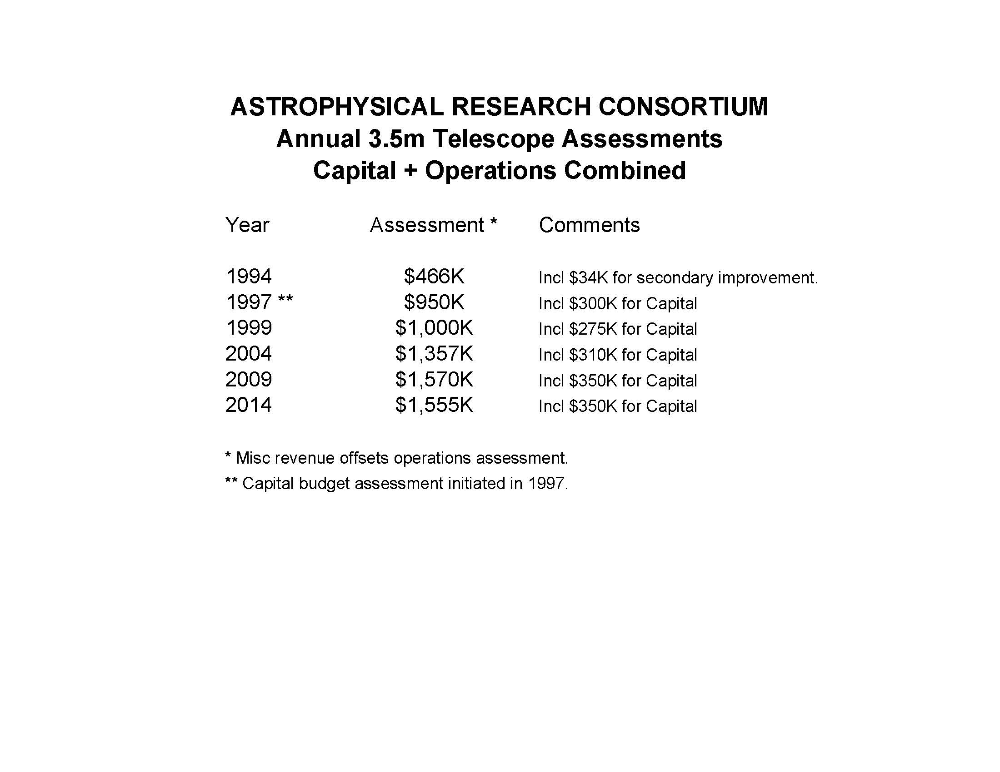 ASTROPHYSICAL RESEARCH CONSORTIUM
Annual 3.5m Telescope Assessments
Capital + Operations Combined
Year Assessment * Comments
1994 $466K Incl $34K for secondary improvement.
1997 ** $950K Incl $300K for Capital
1999 $1,000K Incl $275K for Capital
2004 $1,357K Incl $310K for Capital
2009 $1,570K Incl $350K for Capital
2014 $1,555K Incl $350K for Capital
* Misc revenue offsets operations assessment.
** Capital budget assessment initiated in 1997.